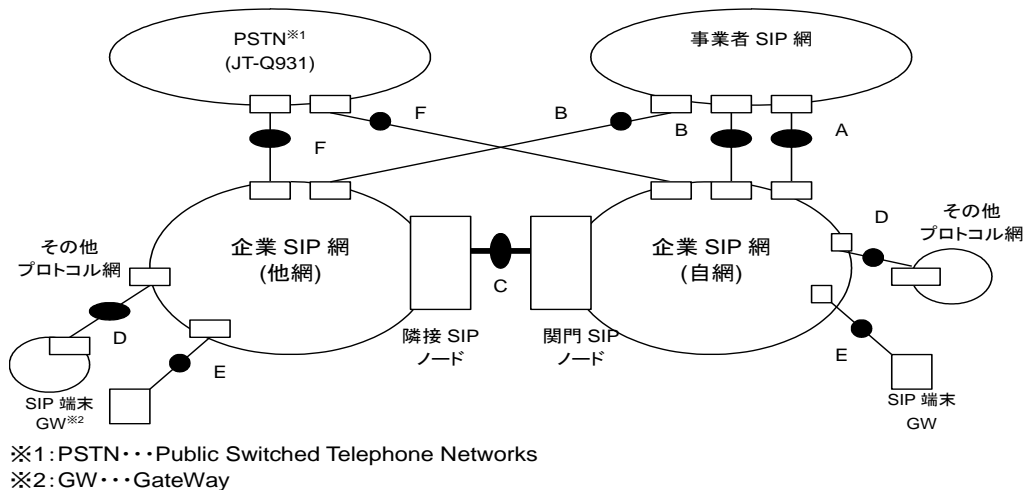 PSTN※1
(JT-Q931)
事業者 SIP 網
F
B
B
A
F
企業 SIP 網
(他網)
企業 SIP 網
(自網)
D
その他
プロトコル網
その他
プロトコル網
C
D
E
隣接 SIP
ノード
関門 SIP
ノード
E
SIP 端末
GW※2
SIP 端末
GW
※1:PSTN・・・Public Switched Telephone Networks
※2:GW・・・GateWay